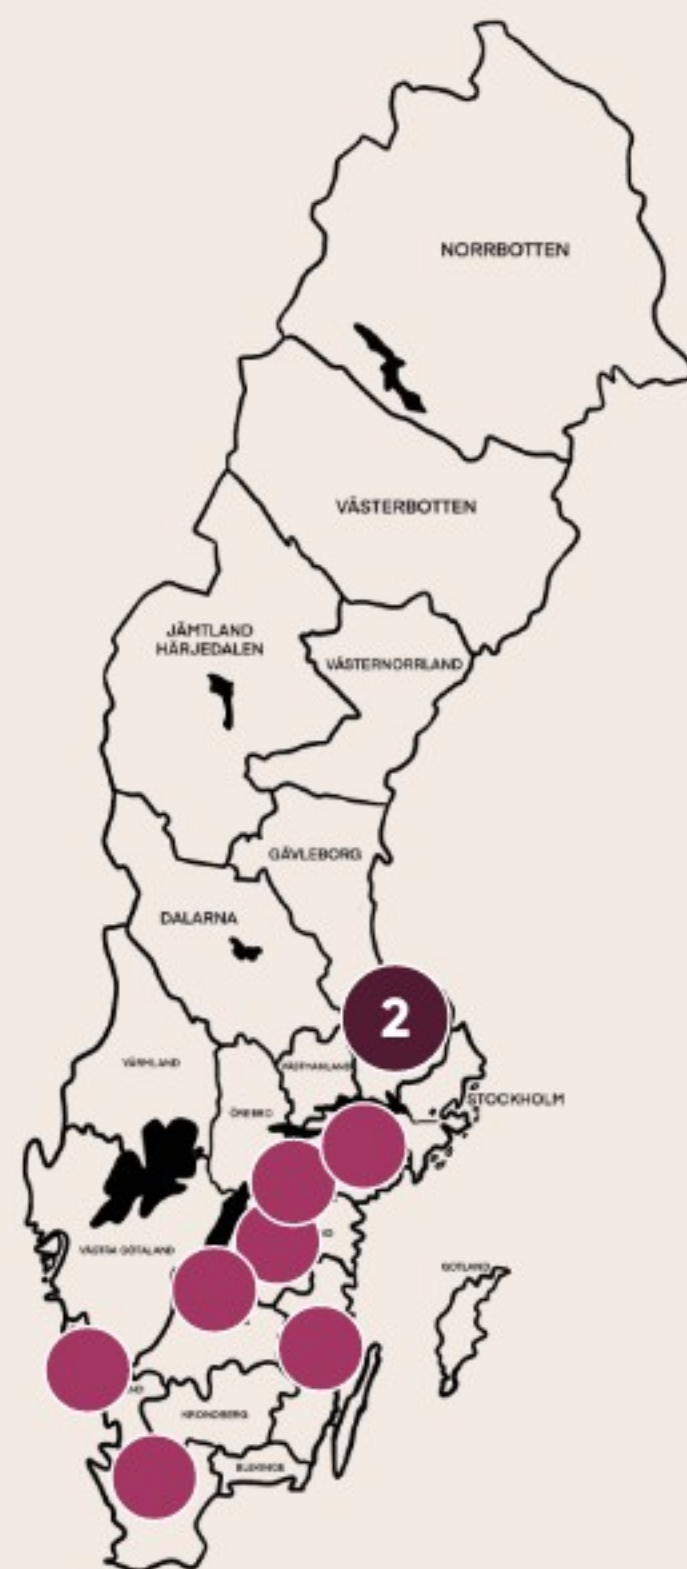 NORRBOTTEN
VÄSTERBOTTEN
JÄMTLAND
HÄRJEDALEN
VÄSTERNORRLAND
GÄVLEBORG
DALARNA
2
VÄRMLAND
VÄSTMANLAND
STOCKHOLM
ÖREBRO
VÄSTRA GÖTALAND
GOTLAND
KRONOBERG
BLEKINGE